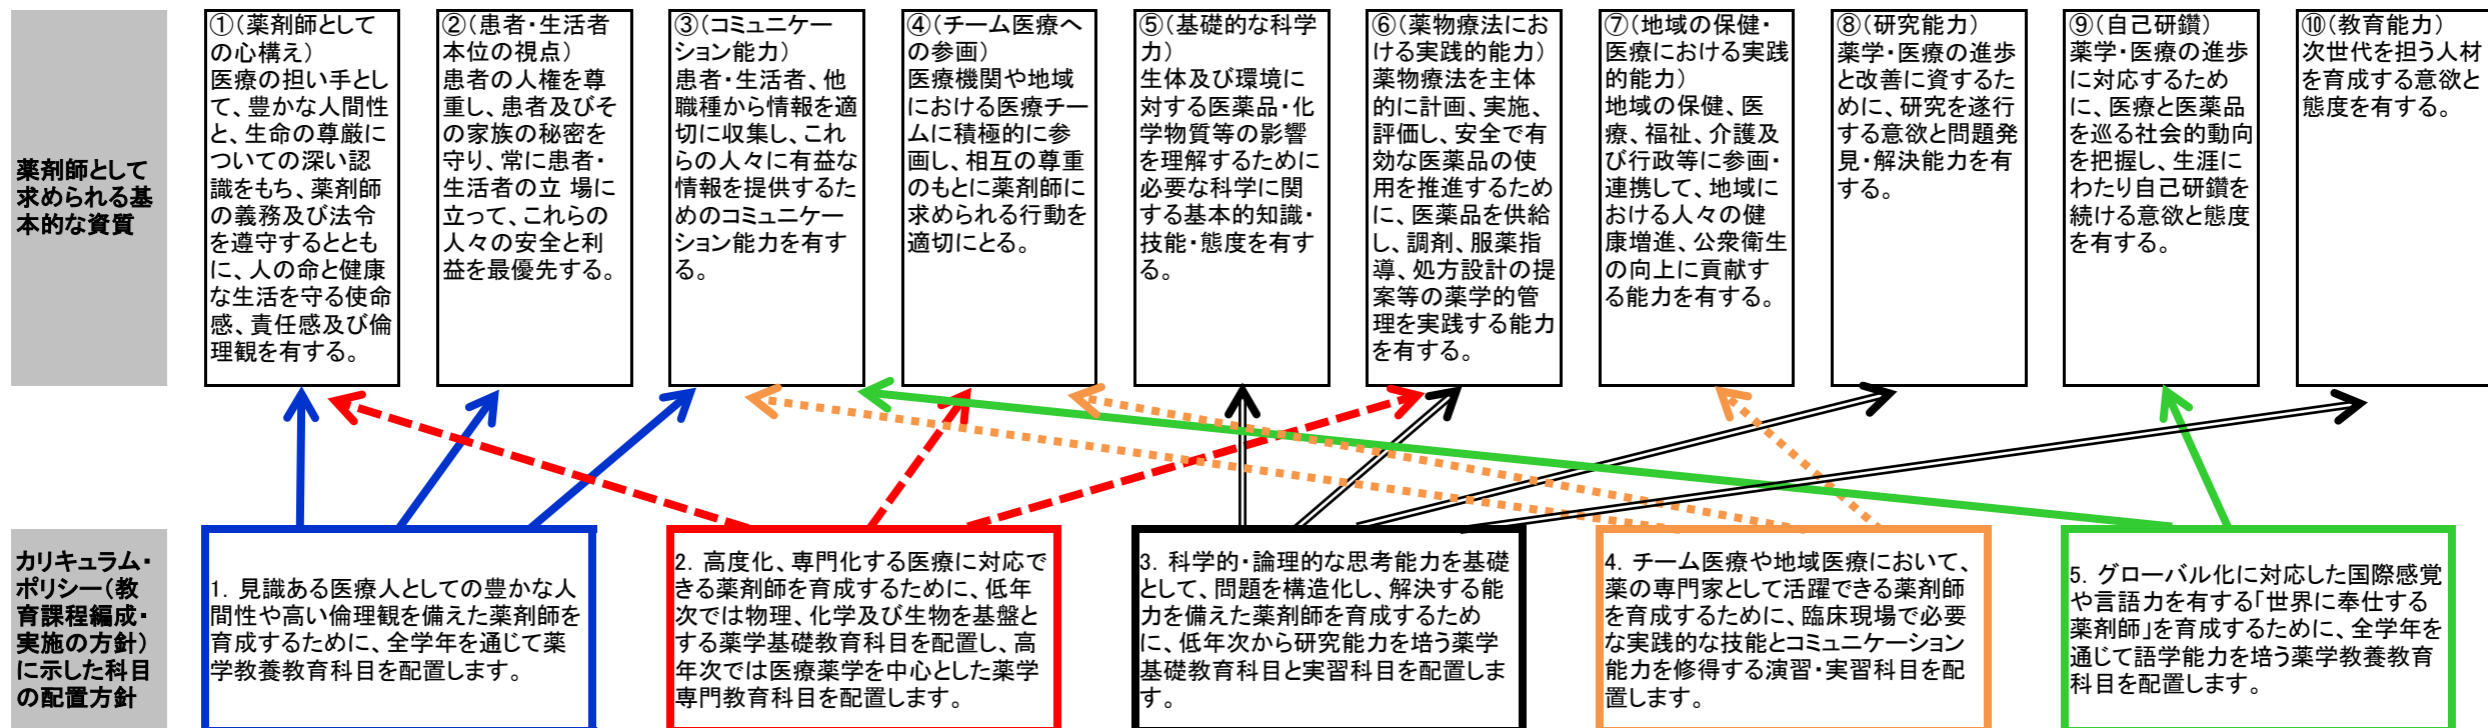 薬剤師として
求められる基
本的な資質
①(薬剤師として
の心構え)
医療の担い手とし
て、豊かな人間性
と、生命の尊厳に
ついての深い認
識をもち、薬剤師
の義務及び法令
を遵守するととも
に、人の命と健康
な生活を守る使命
感、責任感及び倫
理観を有する。
②(患者・生活者
本位の視点)
患者の人権を尊
重し、患者及びそ
の家族の秘密を
守り、常に患者・
生活者の立 場に
立って、これらの
人々の安全と利
益を最優先する。
③(コミュニケー
ション能力)
患者・生活者、他
職種から情報を適
切に収集し、これ
らの人々に有益な
情報を提供するた
めのコミュニケー
ション能力を有す
る。
④(チーム医療へ
の参画)
医療機関や地域
における医療チー
ムに積極的に参
画し、相互の尊重
のもとに薬剤師に
求められる行動を
適切にとる。
⑤(基礎的な科学
力)
生体及び環境に
対する医薬品・化
学物質等の影響
を理解するために
必要な科学に関
する基本的知識・
技能・態度を有す
る。
⑥(薬物療法にお
ける実践的能力)
薬物療法を主体
的に計画、実施、
評価し、安全で有
効な医薬品の使
用を推進するため
に、医薬品を供給
し、調剤、服薬指
導、処方設計の提
案等の薬学的管
理を実践する能力
を有する。
⑦(地域の保健・
医療における実践
的能力)
地域の保健、医
療、福祉、介護及
び行政等に参画・
連携して、地域に
おける人々の健
康増進、公衆衛生
の向上に貢献す
る能力を有する。
⑧(研究能力)
薬学・医療の進歩
と改善に資するた
めに、研究を遂行
する意欲と問題発
見・解決能力を有
する。
⑨(自己研鑽)
薬学・医療の進歩
に対応するため
に、医療と医薬品
を巡る社会的動向
を把握し、生涯に
わたり自己研鑽を
続ける意欲と態度
を有する。
⑩(教育能力)
次世代を担う人材
を育成する意欲と
態度を有する。
カリキュラム・
ポリシー(教
育課程編成・
実施の方針)
に示した科目
の配置方針
1. 見識ある医療人としての豊かな人
間性や高い倫理観を備えた薬剤師を
育成するために、全学年を通じて薬
学教養教育科目を配置します。
2. 高度化、専門化する医療に対応で
きる薬剤師を育成するために、低年
次では物理、化学及び生物を基盤と
する薬学基礎教育科目を配置し、高
年次では医療薬学を中心とした薬学
専門教育科目を配置します。
3. 科学的・論理的な思考能力を基礎
として、問題を構造化し、解決する能
力を備えた薬剤師を育成するため
に、低年次から研究能力を培う薬学
基礎教育科目と実習科目を配置しま
す。
4. チーム医療や地域医療において、
薬の専門家として活躍できる薬剤師
を育成するために、臨床現場で必要
な実践的な技能とコミュニケーション
能力を修得する演習・実習科目を配
置します。
5. グローバル化に対応した国際感覚
や言語力を有する「世界に奉仕する
薬剤師」を育成するために、全学年を
通じて語学能力を培う薬学教養教育
科目を配置します。